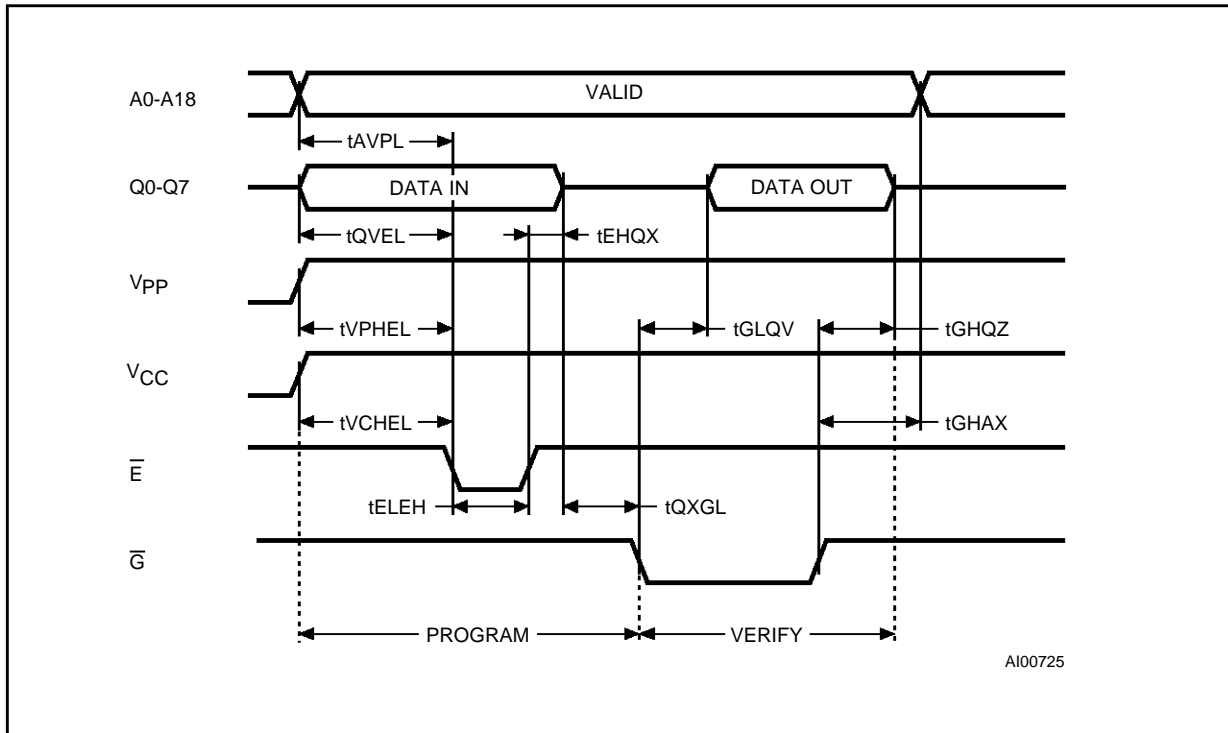 A0-A18
VALID
tAVPL
Q0-Q7
DATA IN
DATA OUT
tQVEL
tEHQX
VPP
tVPHEL
tGLQV
tGHQZ
VCC
tVCHEL
tGHAX
E̅
tELEH
tQXGL
G̅
PROGRAM
VERIFY
AI00725